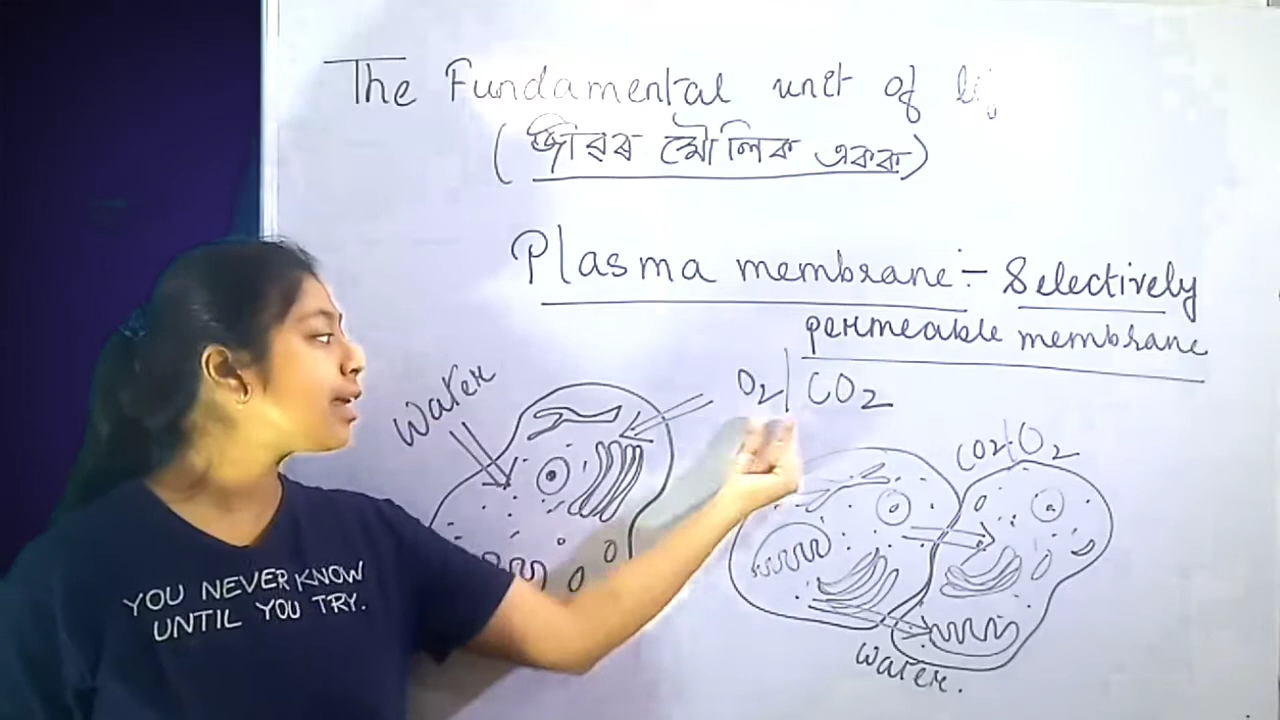 The Fundamental unit of
(জীৱৰ মৌলিক একক)
Plasma membrane:- Selectively
permeable membrane
Water
O2 | CO2
CO2 | O2
Water.
YOU NEVER KNOW
UNTIL YOU TRY.